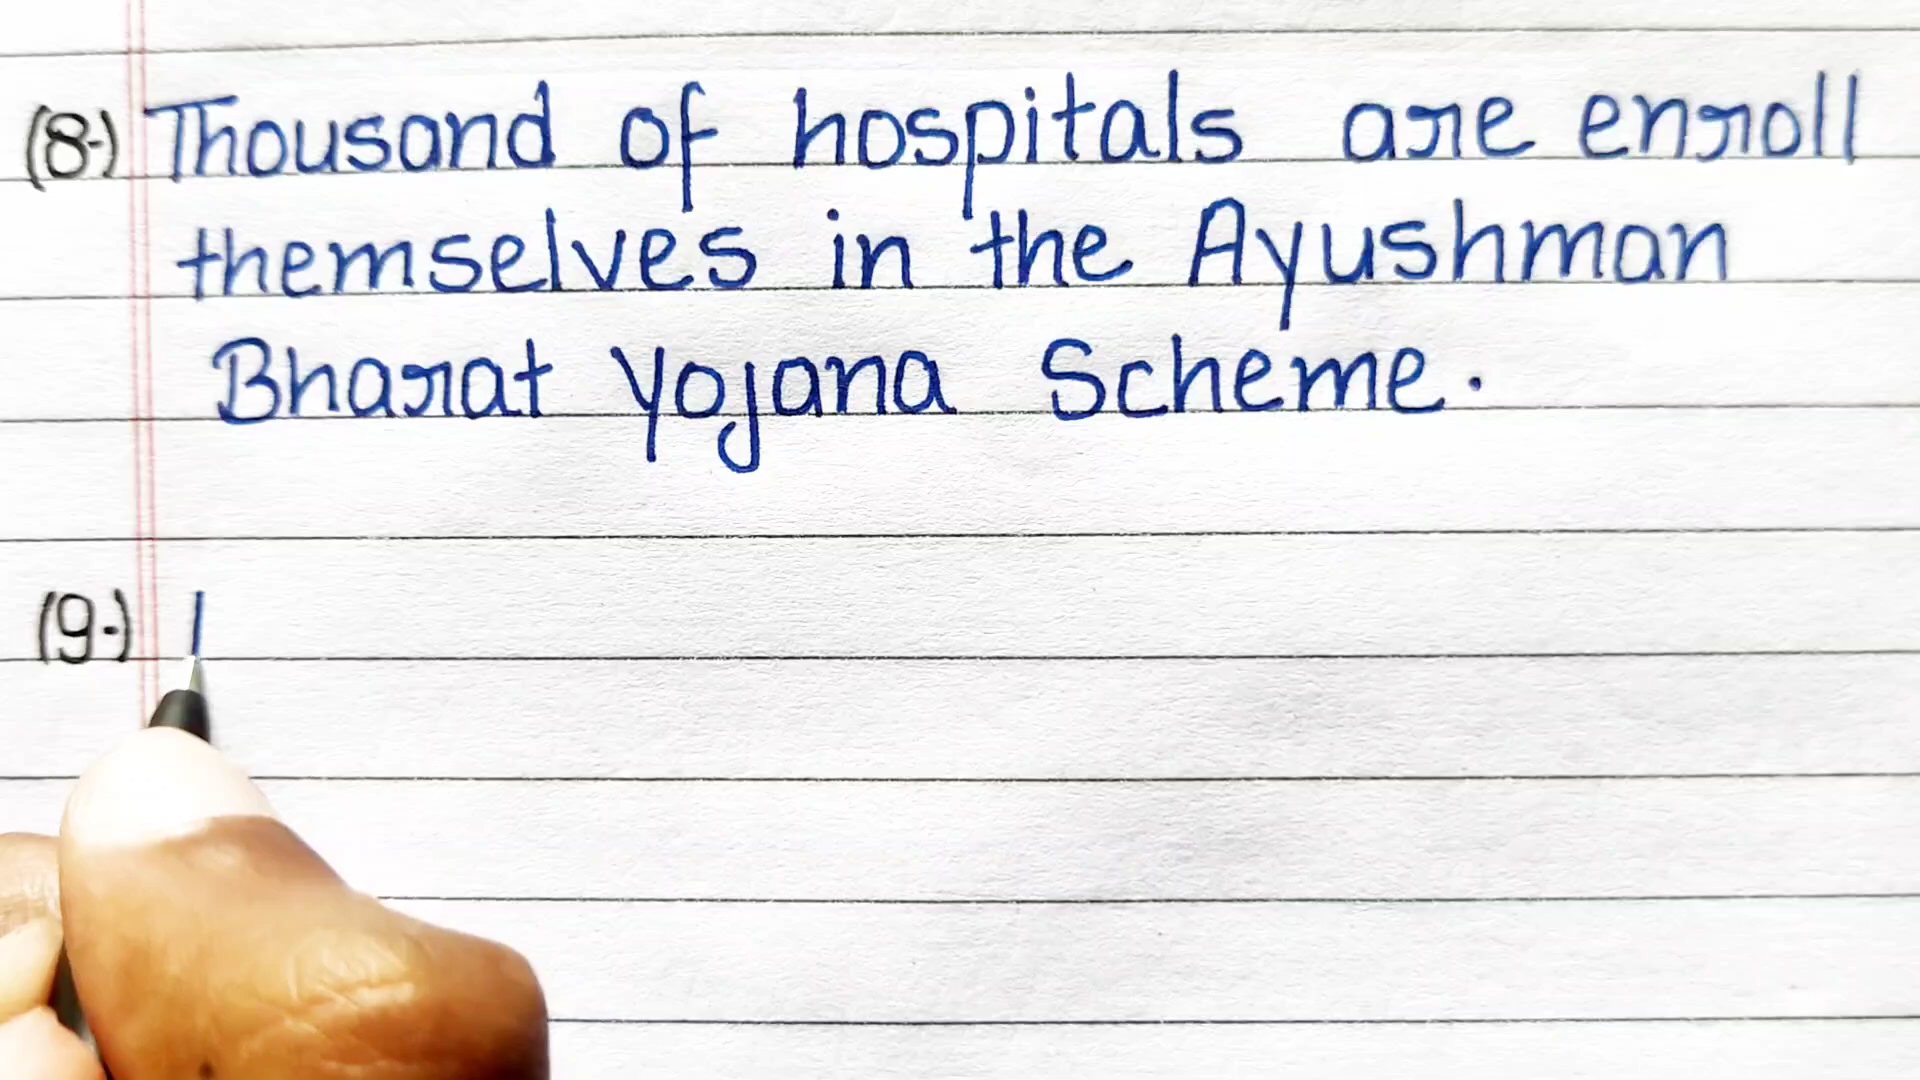 (8.) Thousand of hospitals are enroll
themselves in the Ayushman
Bharat Yojana Scheme.
(9.)